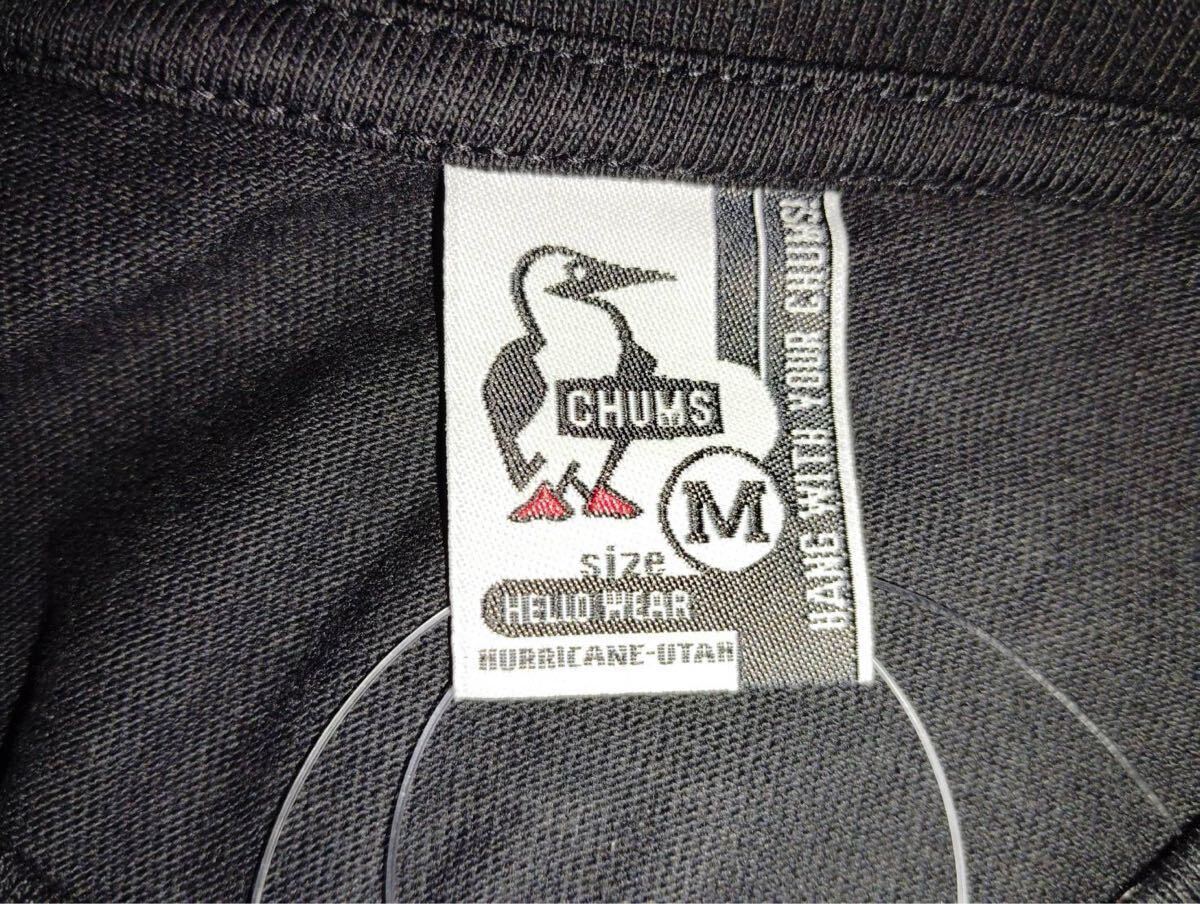 CHUMS
M
size
HELLO WEAR
HURRICANE-UTAH
HANG WITH YOUR CHUMS